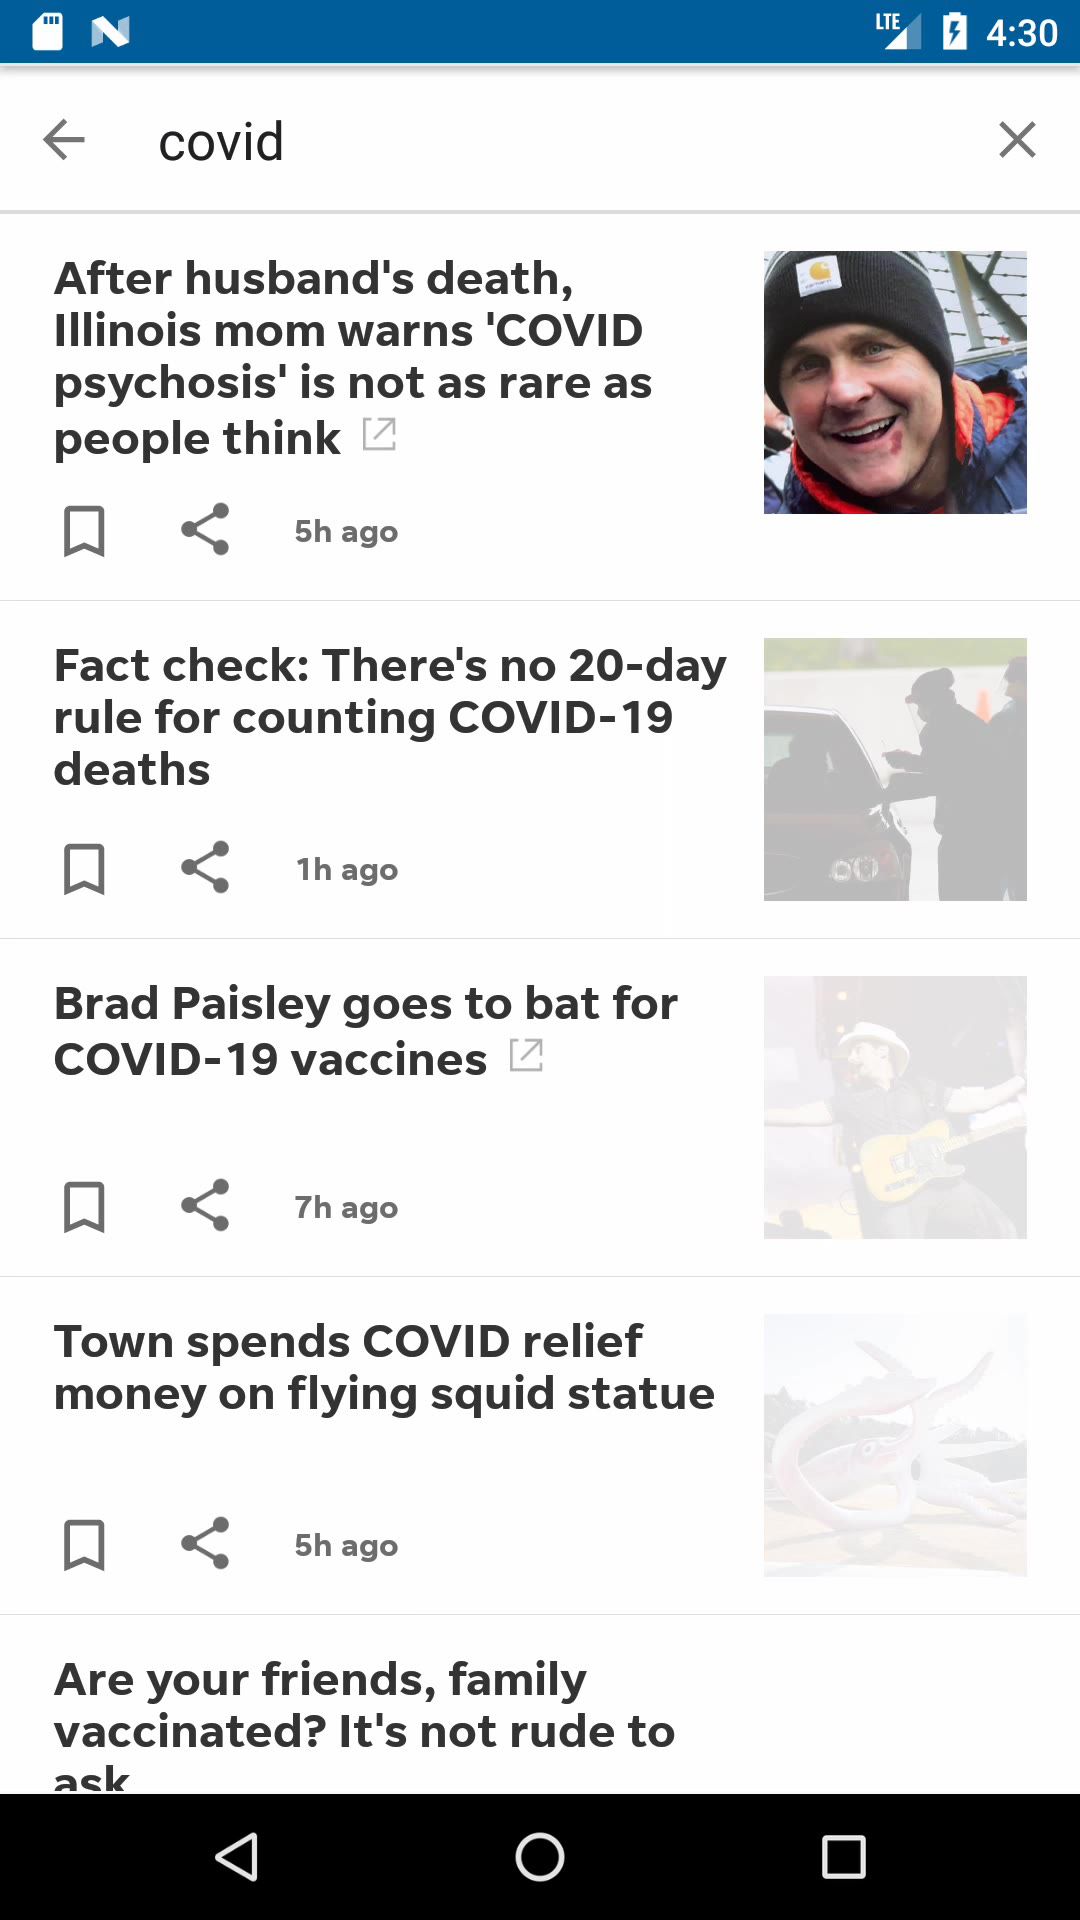 LTE 4:30
covid
After husband's death,
Illinois mom warns 'COVID
psychosis' is not as rare as
people think
5h ago
Fact check: There's no 20-day
rule for counting COVID-19
deaths
1h ago
Brad Paisley goes to bat for
COVID-19 vaccines
7h ago
Town spends COVID relief
money on flying squid statue
5h ago
Are your friends, family
vaccinated? It's not rude to
ask